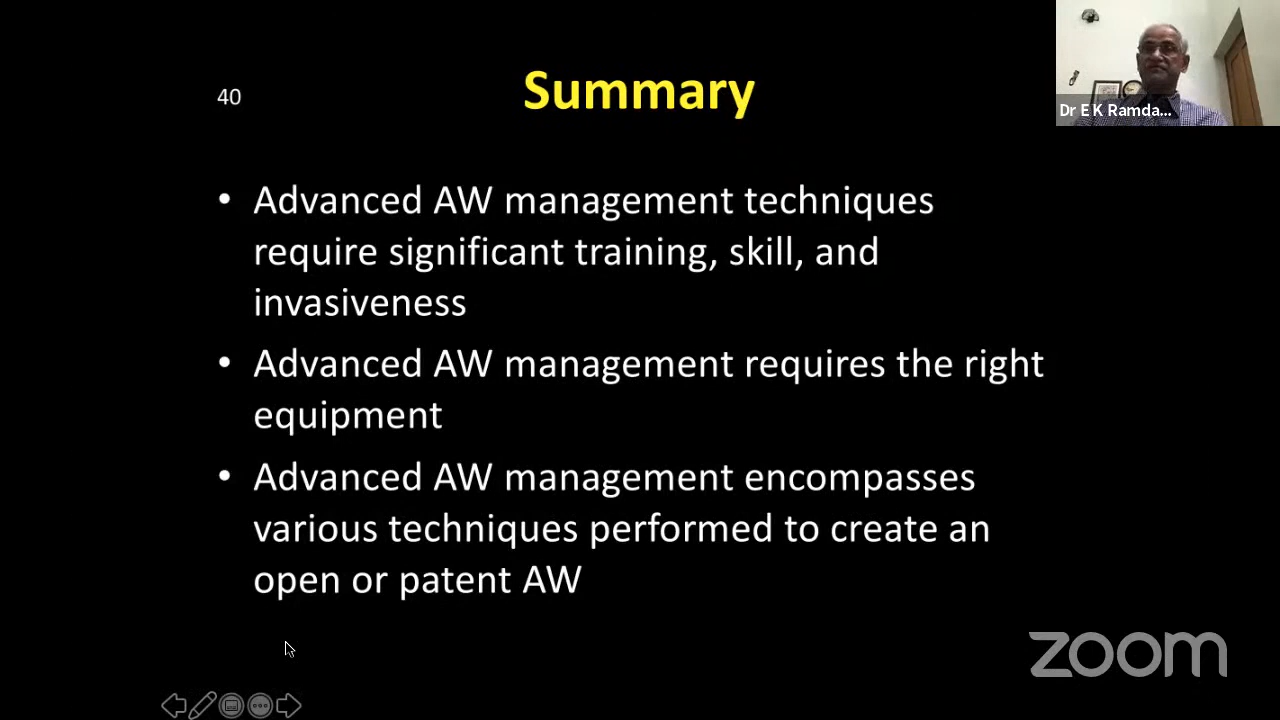 40
Summary
Dr E K Ramda...
• Advanced AW management techniques
require significant training, skill, and
invasiveness
• Advanced AW management requires the right
equipment
• Advanced AW management encompasses
various techniques performed to create an
open or patent AW
zoom